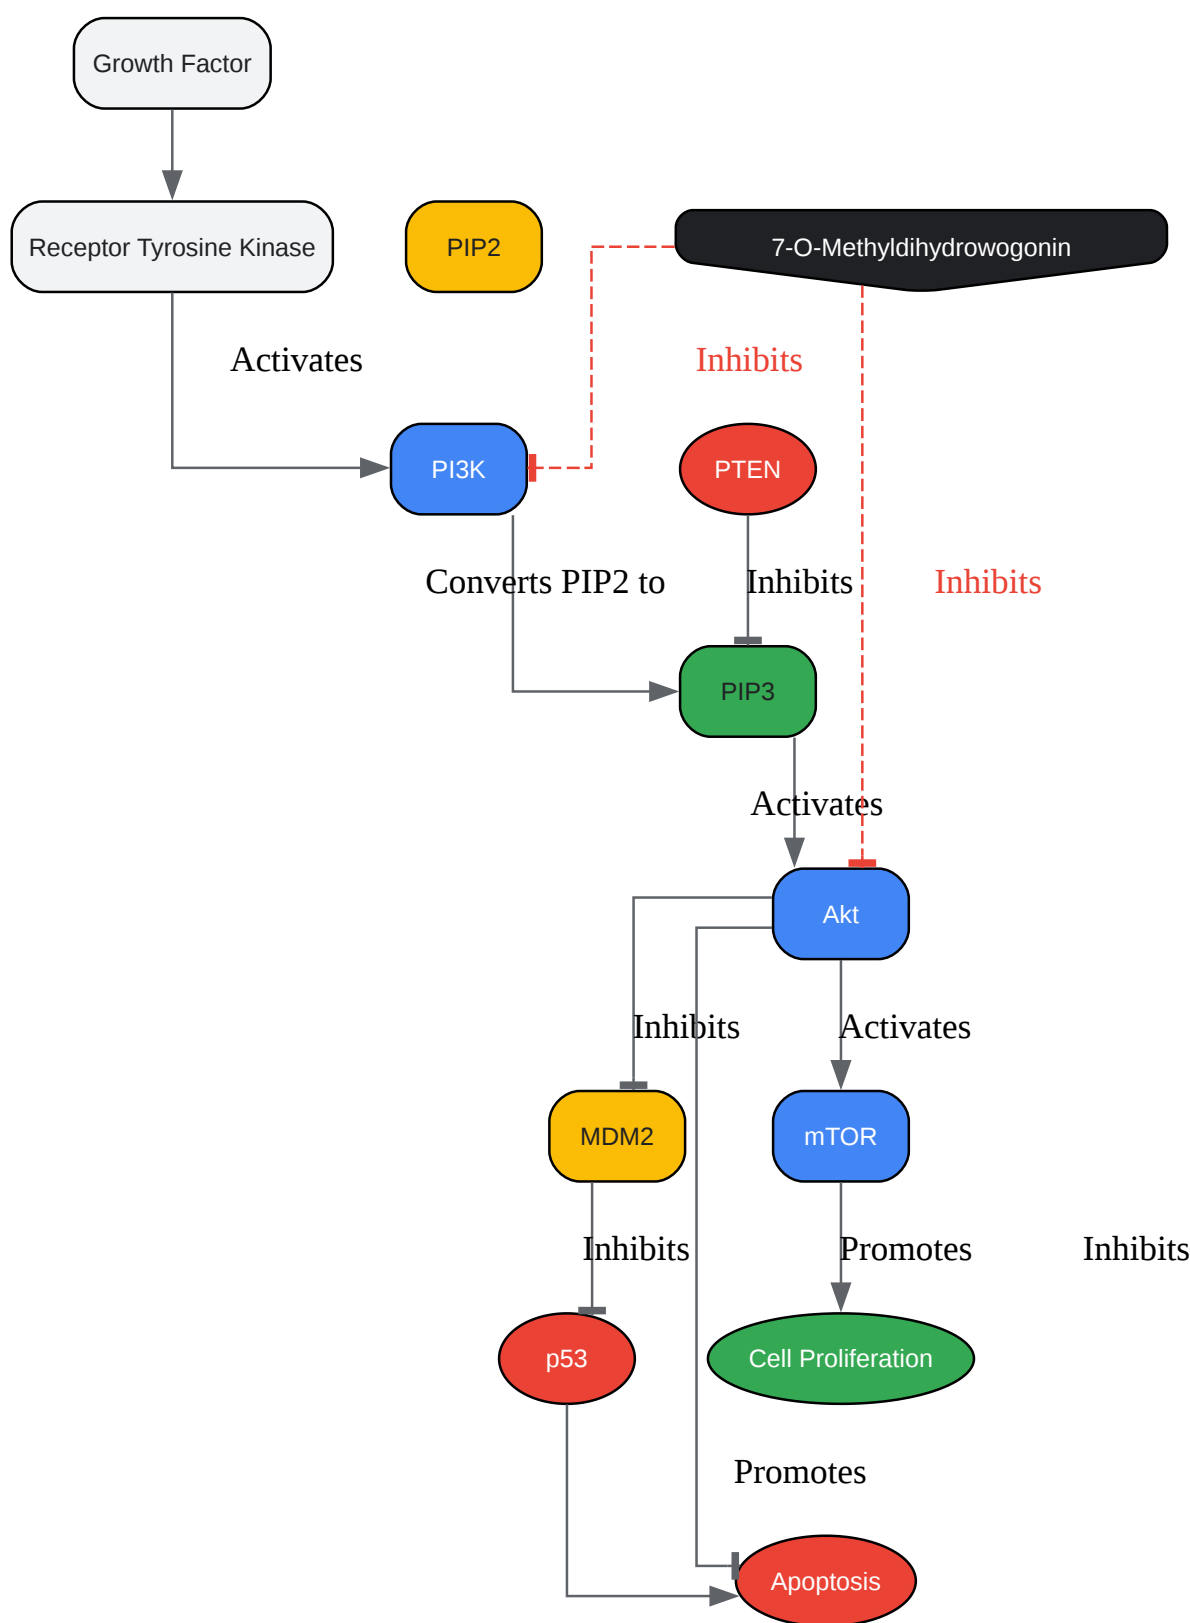 Growth Factor
Receptor Tyrosine Kinase
PIP2
7-O-Methyldihydrowogonin
Activates
Inhibits
PI3K
PTEN
Converts PIP2 to
Inhibits
Inhibits
PIP3
Activates
Akt
Inhibits
Activates
MDM2
mTOR
Inhibits
Promotes
Inhibits
p53
Cell Proliferation
Promotes
Apoptosis